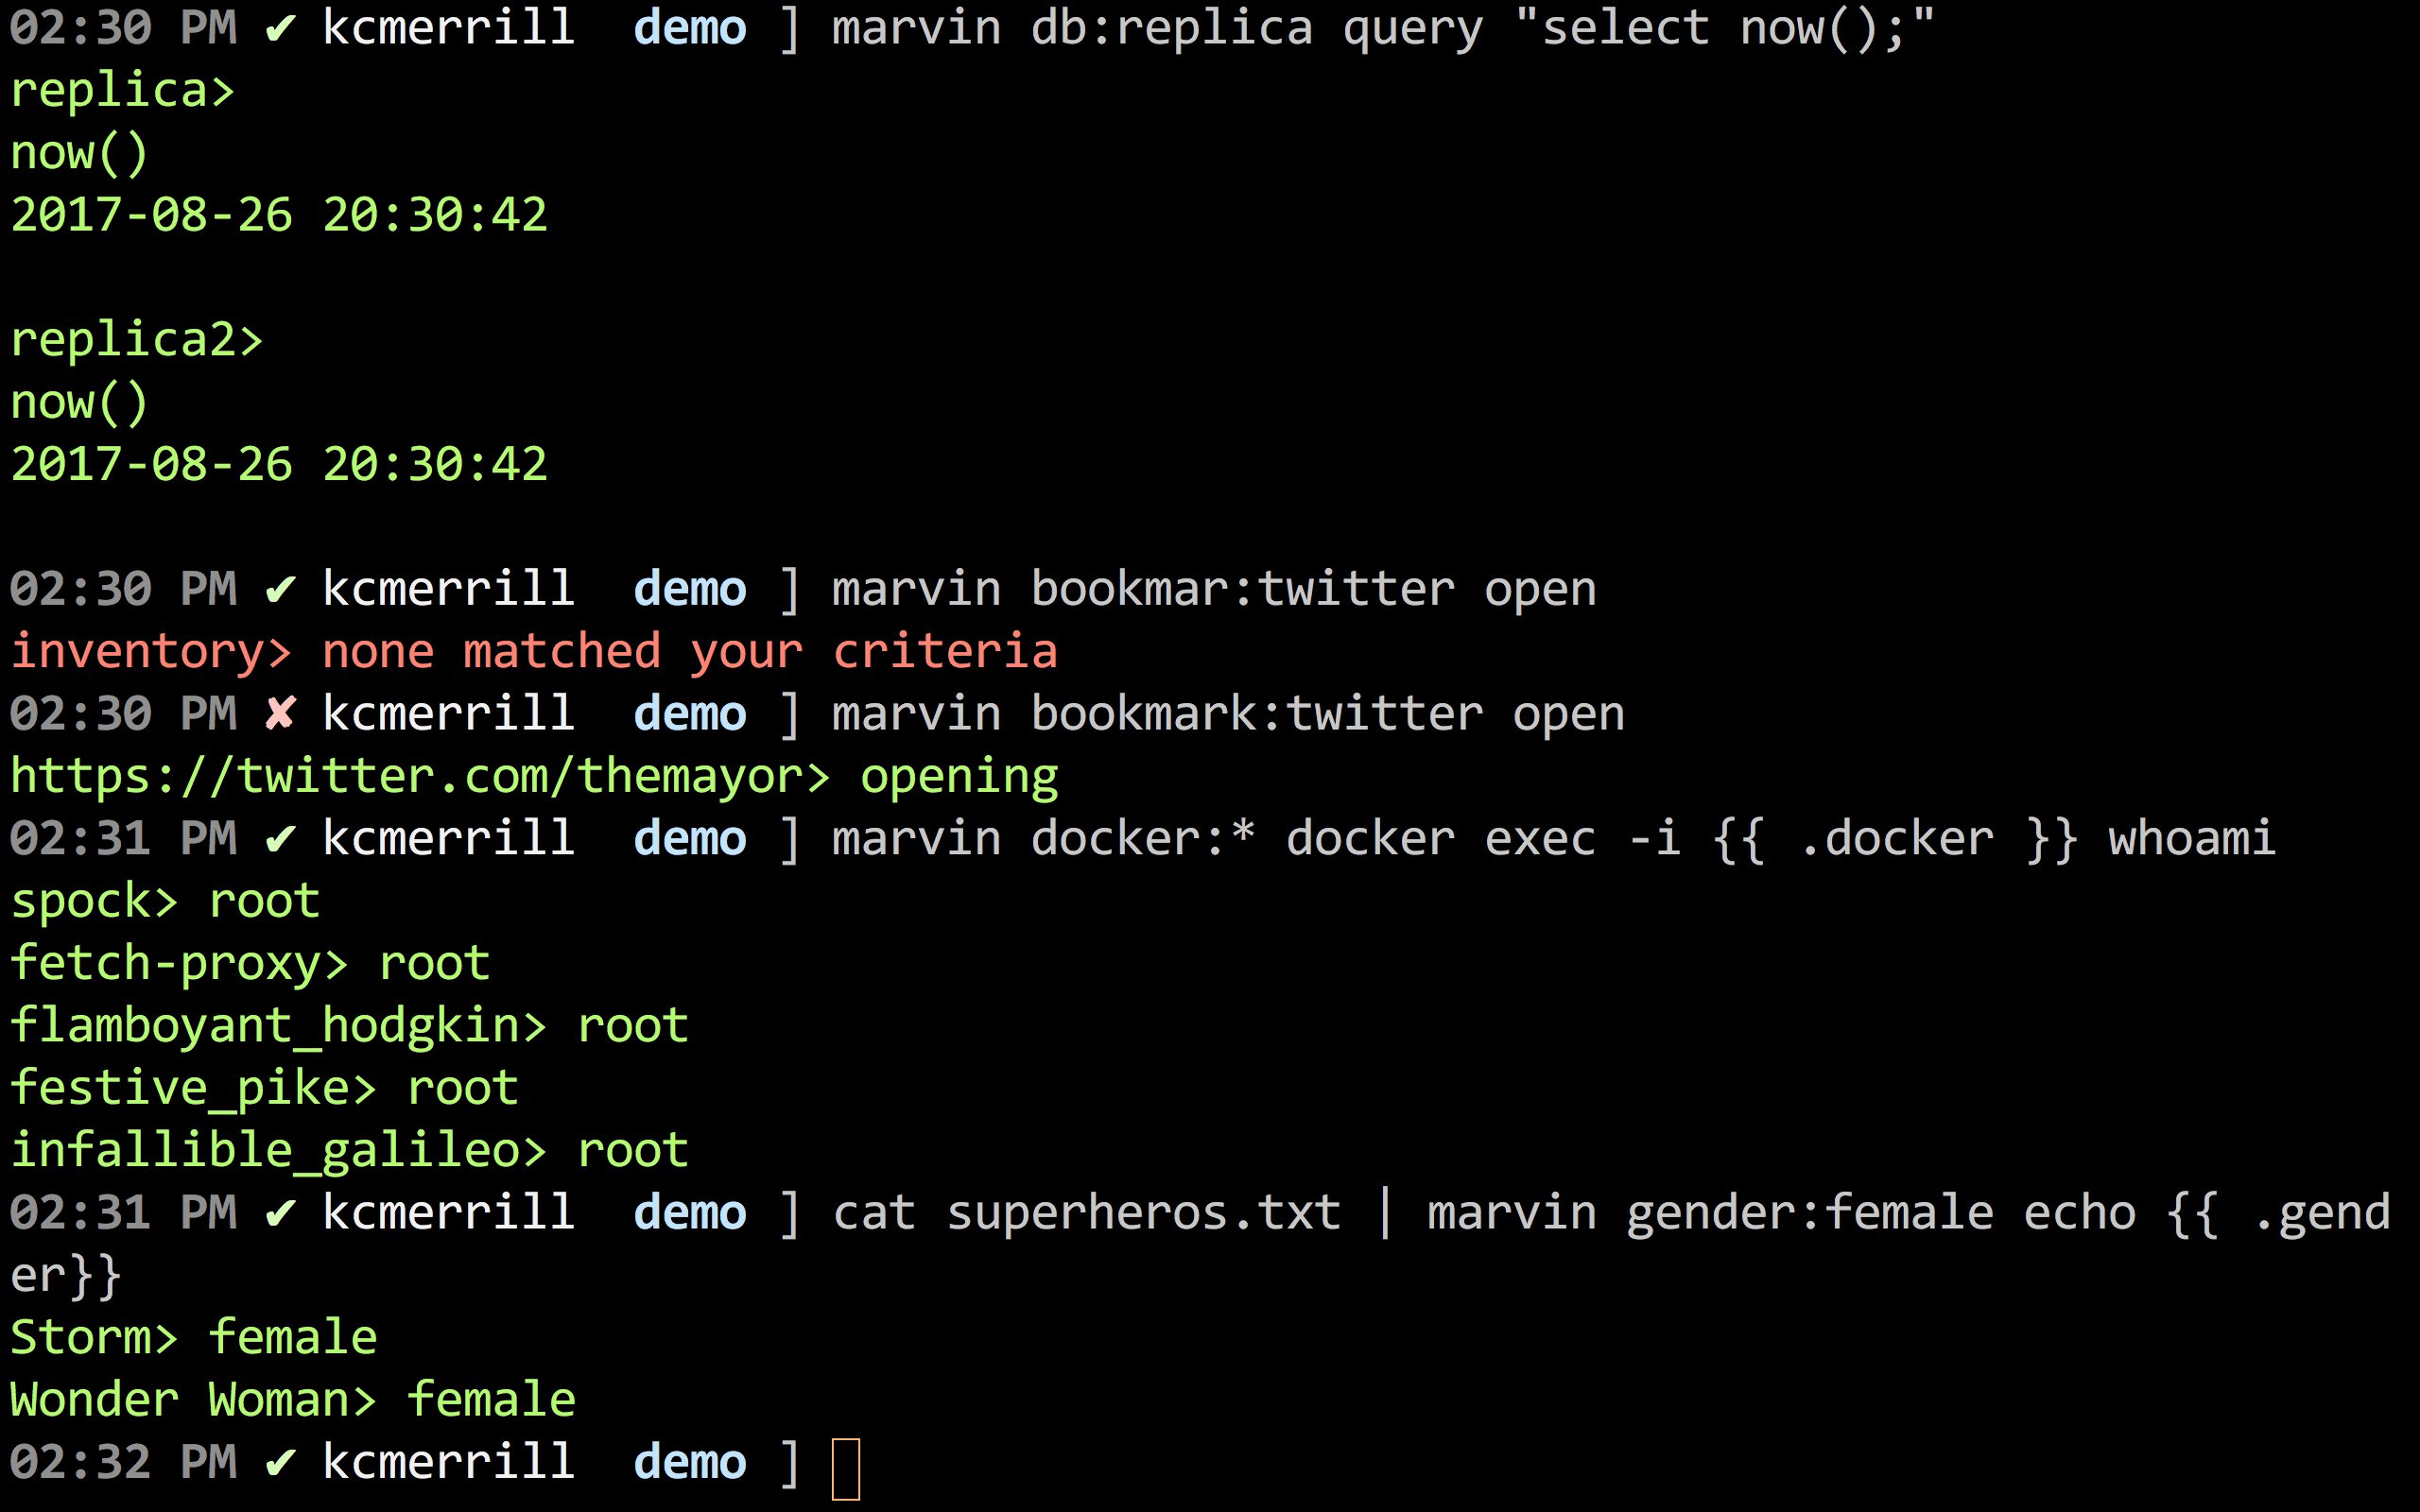 02:30 PM ✔ kcmerrill  demo ] marvin db:replica query "select now();"
replica>
now()
2017-08-26 20:30:42
replica2>
now()
2017-08-26 20:30:42
02:30 PM ✔ kcmerrill  demo ] marvin bookmar:twitter open
inventory> none matched your criteria
02:30 PM ✘ kcmerrill  demo ] marvin bookmark:twitter open
https://twitter.com/themayor> opening
02:31 PM ✔ kcmerrill  demo ] marvin docker:* docker exec -i {{ .docker }} whoami
spock> root
fetch-proxy> root
flamboyant_hodgkin> root
festive_pike> root
infallible_galileo> root
02:31 PM ✔ kcmerrill  demo ] cat superheros.txt | marvin gender:female echo {{ .gend
er}}
Storm> female
Wonder Woman> female
02:32 PM ✔ kcmerrill  demo ]